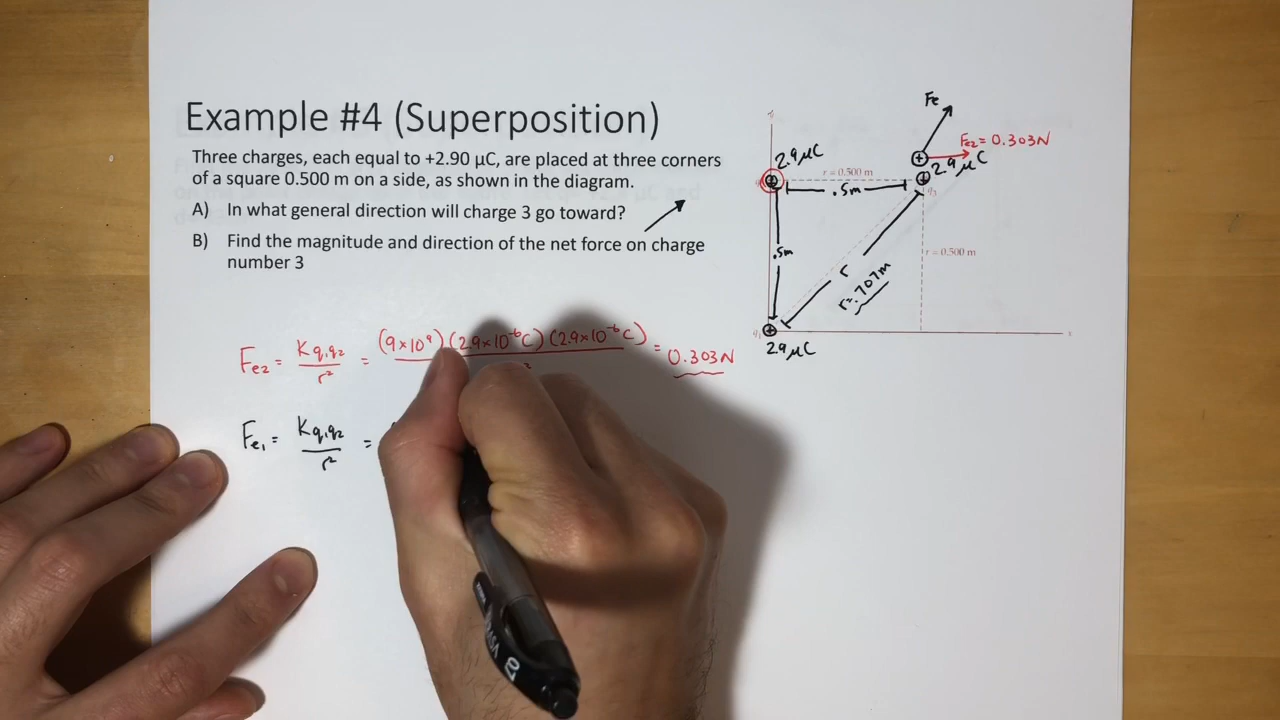 Example #4 (Superposition)
Three charges, each equal to +2.90 µC, are placed at three corners
of a square 0.500 m on a side, as shown in the diagram.
A) In what general direction will charge 3 go toward?
B) Find the magnitude and direction of the net force on charge
number 3
Fe2 = Kq1q2 / r² = (9×10⁹)(2.9×10⁻⁶C)(2.9×10⁻⁶C) = 0.303N
Fe1 = Kq1q2 / r² =
Fe
Fe2 = 0.303N
2.9µC
2.9µC
r = 0.500 m
.5m
q3
.5m
r = 0.500 m
r
r=.707m
x
2.9µC